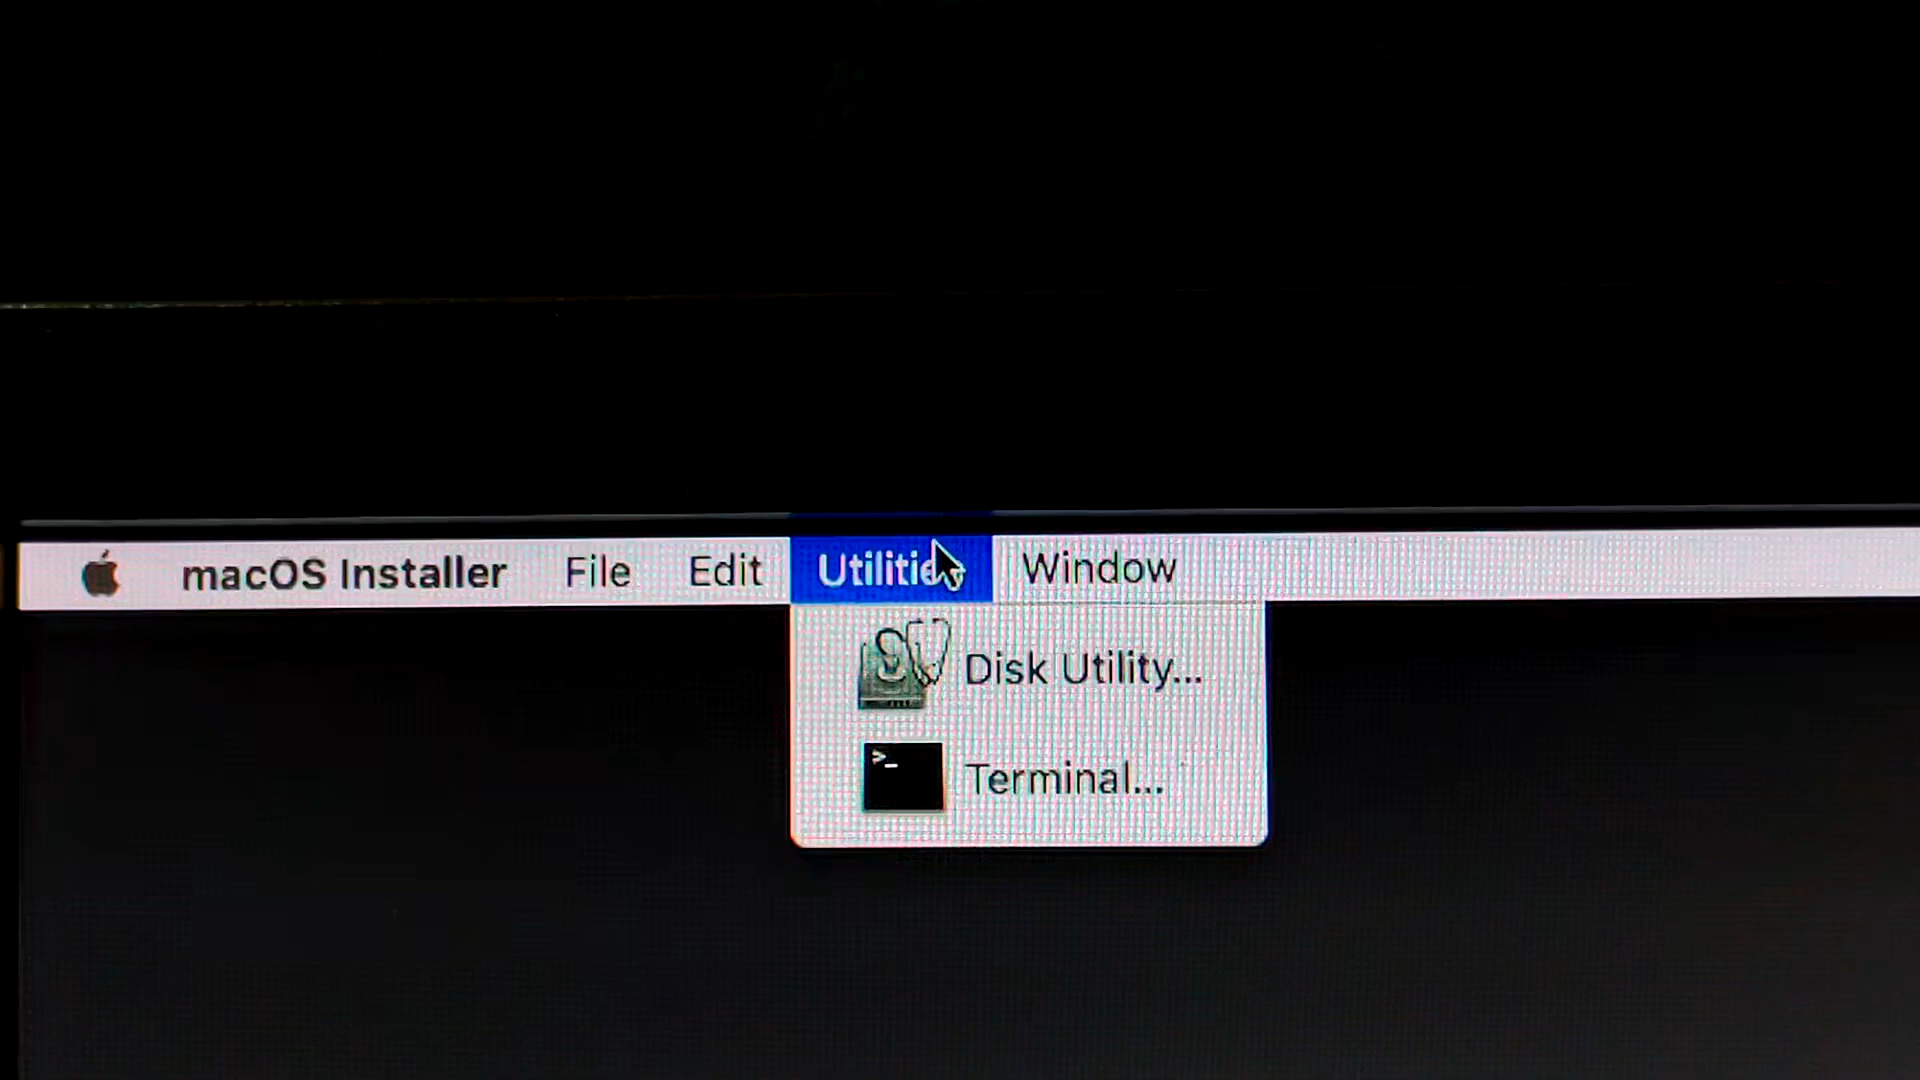 macOS Installer File Edit Utilities Window
Disk Utility...
>_ Terminal...